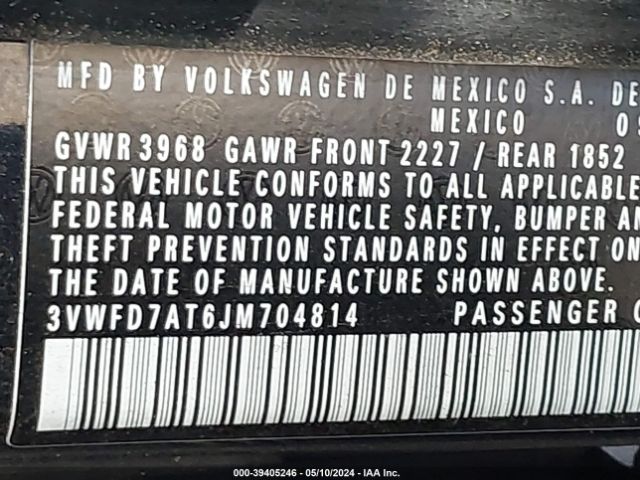 MFD BY VOLKSWAGEN DE MEXICO S.A. DE
MEXICO
GVWR 3968 GAWR FRONT 2227 / REAR 1852
THIS VEHICLE CONFORMS TO ALL APPLICABLE
FEDERAL MOTOR VEHICLE SAFETY, BUMPER
THEFT PREVENTION STANDARDS IN EFFECT ON
THE DATE OF MANUFACTURE SHOWN ABOVE.
3VWFD7AT6JM704814 PASSENGER
000-39405246 - 05/10/2024 - IAA Inc.